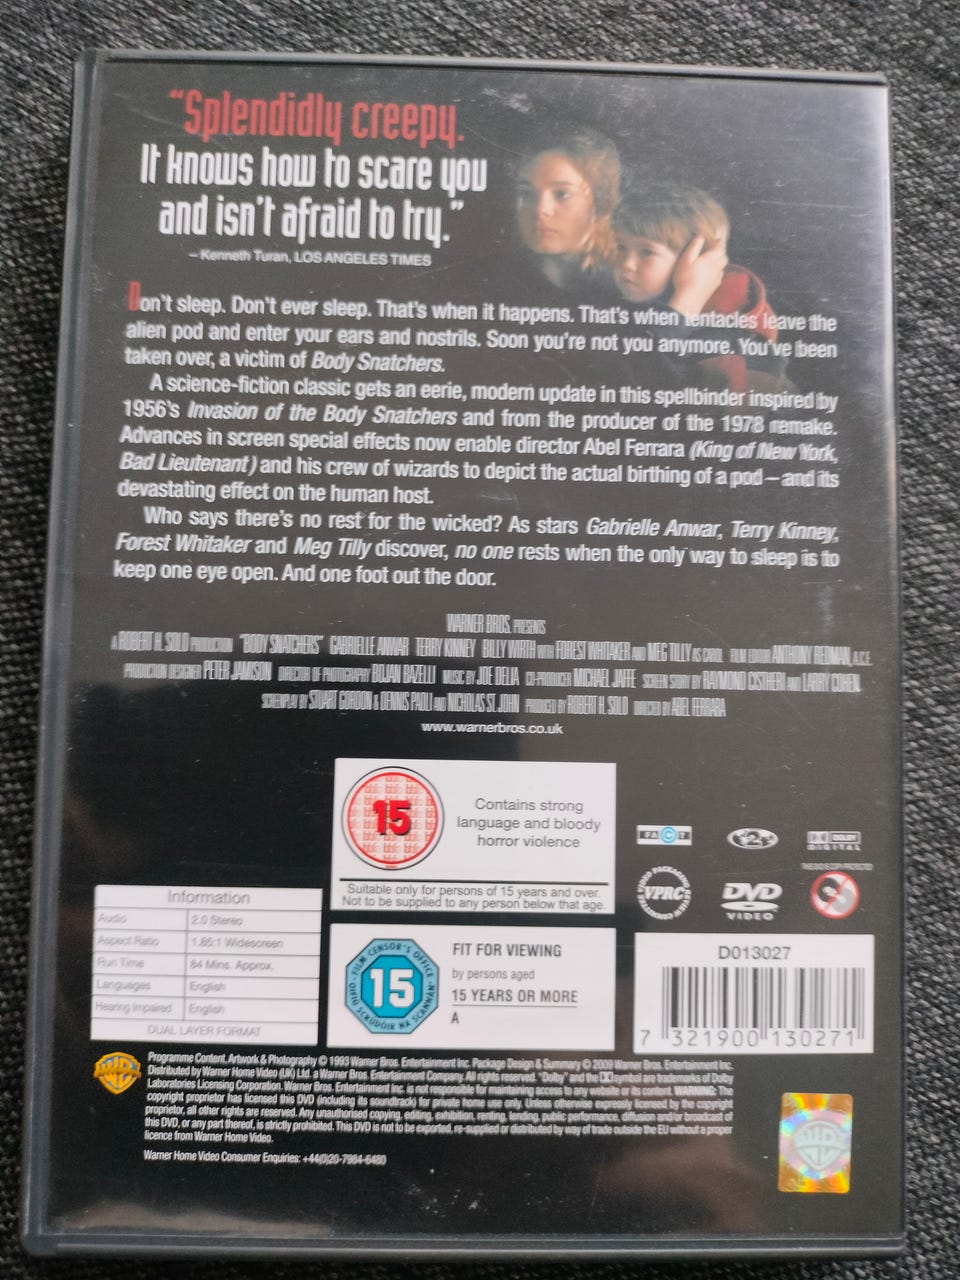 “Splendidly creepy.
It knows how to scare you
and isn't afraid to try.”
– Kenneth Turan, LOS ANGELES TIMES
Don't sleep. Don't ever sleep. That's when it happens. That's when tentacles leave the
alien pod and enter your ears and nostrils. Soon you're not you anymore. You've been
taken over, a victim of Body Snatchers.
A science-fiction classic gets an eerie, modern update in this spellbinder inspired by
1956's Invasion of the Body Snatchers and from the producer of the 1978 remake.
Advances in screen special effects now enable director Abel Ferrara (King of New York,
Bad Lieutenant) and his crew of wizards to depict the actual birthing of a pod – and its
devastating effect on the human host.
Who says there's no rest for the wicked? As stars Gabrielle Anwar, Terry Kinney,
Forest Whitaker and Meg Tilly discover, no one rests when the only way to sleep is to
keep one eye open. And one foot out the door.
WARNER BROS. PRESENTS
A ROBERT H. SOLO PRODUCTION "BODY SNATCHERS" GABRIELLE ANWAR TERRY KINNEY BILLY WIRTH WITH FOREST WHITAKER AND MEG TILLY AS CAROL FILM EDITOR ANTHONY REDMAN, A.C.E.
PRODUCTION DESIGNER PETER JAMISON DIRECTOR OF PHOTOGRAPHY BOJAN BAZELLI MUSIC BY JOE DELIA CO-PRODUCER MICHAEL JAFFE SCREEN STORY BY RAYMOND CISTHERI AND LARRY COHEN
SCREENPLAY BY STUART GORDON & DENNIS PAOLI AND NICHOLAS ST. JOHN PRODUCED BY ROBERT H. SOLO DIRECTED BY ABEL FERRARA
www.warnerbros.co.uk
15
Contains strong
language and bloody
horror violence
Suitable only for persons of 15 years and over.
Not to be supplied to any person below that age.
FACT
2
DOLBY
DIGITAL
VIDEO PACKAGING REVIEW COMMITTEE
VPRC
DVD
VIDEO
Information
Audio 2.0 Stereo
Aspect Ratio 1.85:1 Widescreen
Run Time 84 Mins. Approx.
Languages English
Hearing Impaired English
DUAL LAYER FORMAT
FILM CENSOR'S OFFICE
15
OIFIG SCRÚDÓIR NA SCANNÁN
FIT FOR VIEWING
by persons aged
15 YEARS OR MORE
A
D013027
7 321900 130271
WB
Programme Content, Artwork & Photography © 1993 Warner Bros. Entertainment Inc. Package Design & Summary © 2009 Warner Bros. Entertainment Inc.
Distributed by Warner Home Video (UK) Ltd. a Warner Bros. Entertainment Company. All rights reserved. "Dolby" and the symbol are trademarks of Dolby
Laboratories Licensing Corporation. Warner Bros. Entertainment Inc. is not responsible for maintaining access to any website or its content. WARNING: The
copyright proprietor has licensed this DVD (including its soundtrack) for private home use only. Unless otherwise expressly licensed by the copyright
proprietor, all other rights are reserved. Any unauthorised copying, editing, exhibition, renting, lending, public performance, diffusion and/or broadcast of
this DVD, or any part thereof, is strictly prohibited. This DVD is not to be exported, re-supplied or distributed by way of trade outside the EU without a proper
licence from Warner Home Video.
Warner Home Video Consumer Enquiries: +44(0)20-7984-6480
WB